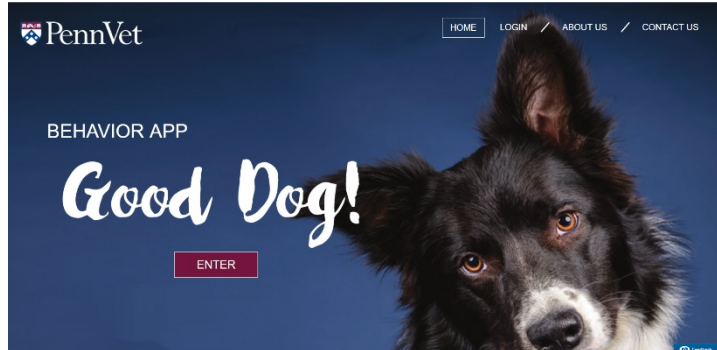 PennVet
HOME LOGIN / ABOUT US / CONTACT US
BEHAVIOR APP
Good Dog!
ENTER